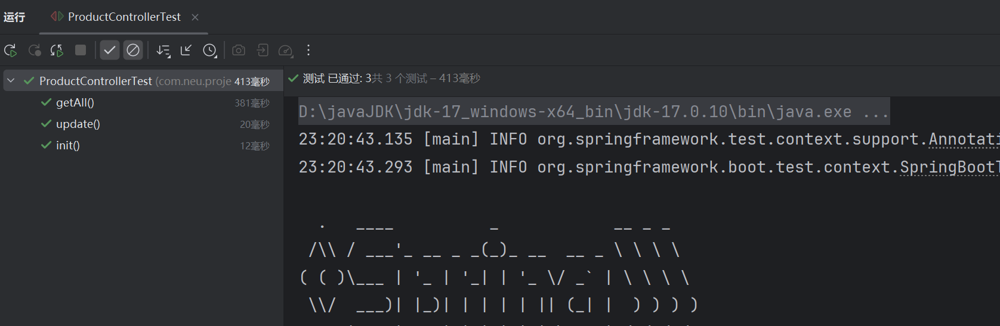 运行 ProductControllerTest
ProductControllerTest (com.neu.proje 413毫秒
getAll() 381毫秒
update() 20毫秒
init() 12毫秒
测试 已通过: 3共 3 个测试 – 413毫秒
D:\javaJDK\jdk-17_windows-x64_bin\jdk-17.0.10\bin\java.exe ...
23:20:43.135 [main] INFO org.springframework.test.context.support.Annotati
23:20:43.293 [main] INFO org.springframework.boot.test.context.SpringBootT
  .   ____          _            __ _ _
 /\\ / ___'_ __ _ _(_)_ __  __ _ \ \ \ \
( ( )\___ | '_ | '_| | '_ \/ _` | \ \ \ \
 \\/  ___)| |_)| | | | | || (_| |  ) ) ) )